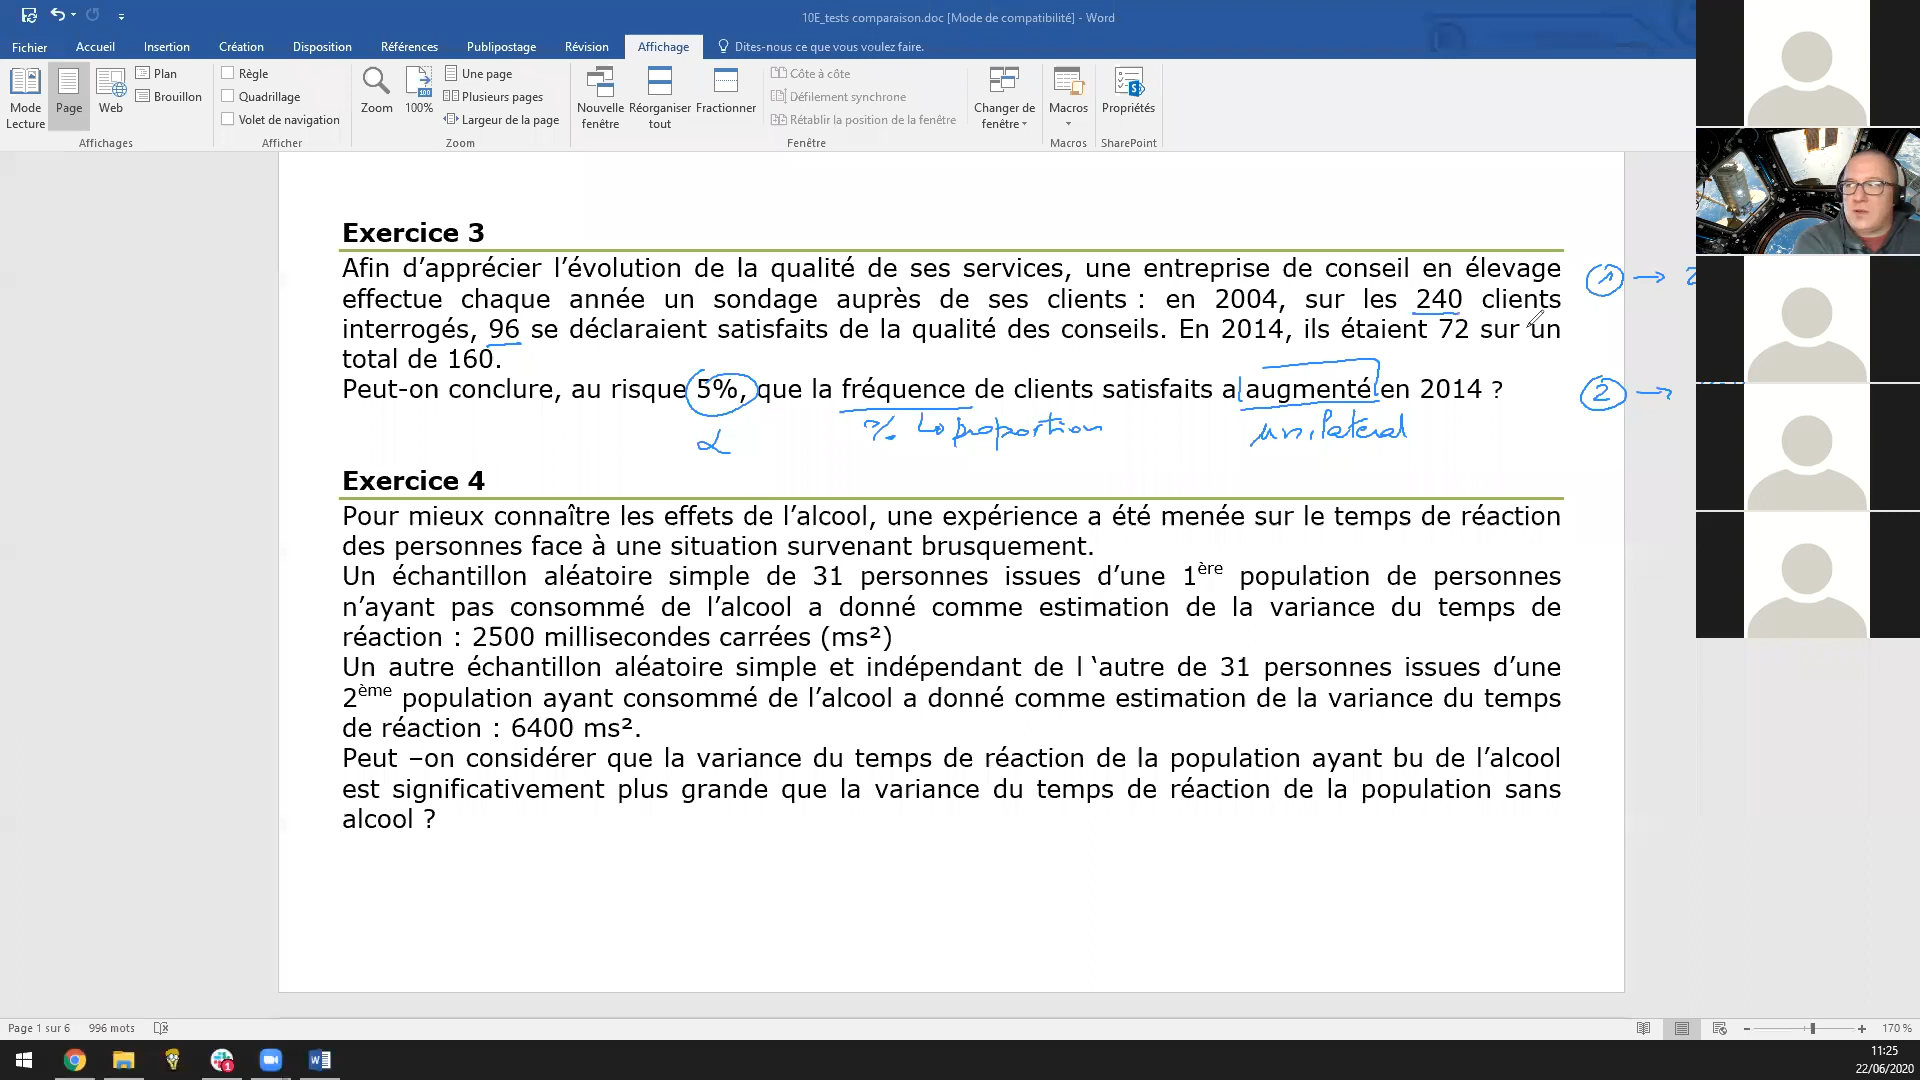 10E_tests comparaison.doc [Mode de compatibilité] - Word
Fichier Accueil Insertion Création Disposition Références Publipostage Révision Affichage Dites-nous ce que vous voulez faire.
Mode Lecture Page Web Plan Brouillon
Règle Quadrillage Volet de navigation
Zoom 100% Une page Plusieurs pages Largeur de la page
Nouvelle fenêtre Réorganiser tout Fractionner Côte à côte Défilement synchrone Rétablir la position de la fenêtre Changer de fenêtre
Macros Propriétés
Affichages Afficher Zoom Fenêtre Macros SharePoint
Exercice 3
Afin d’apprécier l’évolution de la qualité de ses services, une entreprise de conseil en élevage
effectue chaque année un sondage auprès de ses clients : en 2004, sur les 240 clients
interrogés, 96 se déclaraient satisfaits de la qualité des conseils. En 2014, ils étaient 72 sur un
total de 160.
Peut-on conclure, au risque 5%, que la fréquence de clients satisfaits a augmenté en 2014 ?
α % ↳ proportion unilatéral
1 →
2 →
Exercice 4
Pour mieux connaître les effets de l’alcool, une expérience a été menée sur le temps de réaction
des personnes face à une situation survenant brusquement.
Un échantillon aléatoire simple de 31 personnes issues d’une 1ère population de personnes
n’ayant pas consommé de l’alcool a donné comme estimation de la variance du temps de
réaction : 2500 millisecondes carrées (ms²)
Un autre échantillon aléatoire simple et indépendant de l ‘autre de 31 personnes issues d’une
2ème population ayant consommé de l’alcool a donné comme estimation de la variance du temps
de réaction : 6400 ms².
Peut –on considérer que la variance du temps de réaction de la population ayant bu de l’alcool
est significativement plus grande que la variance du temps de réaction de la population sans
alcool ?
Page 1 sur 6 996 mots 170 %
11:25
22/06/2020